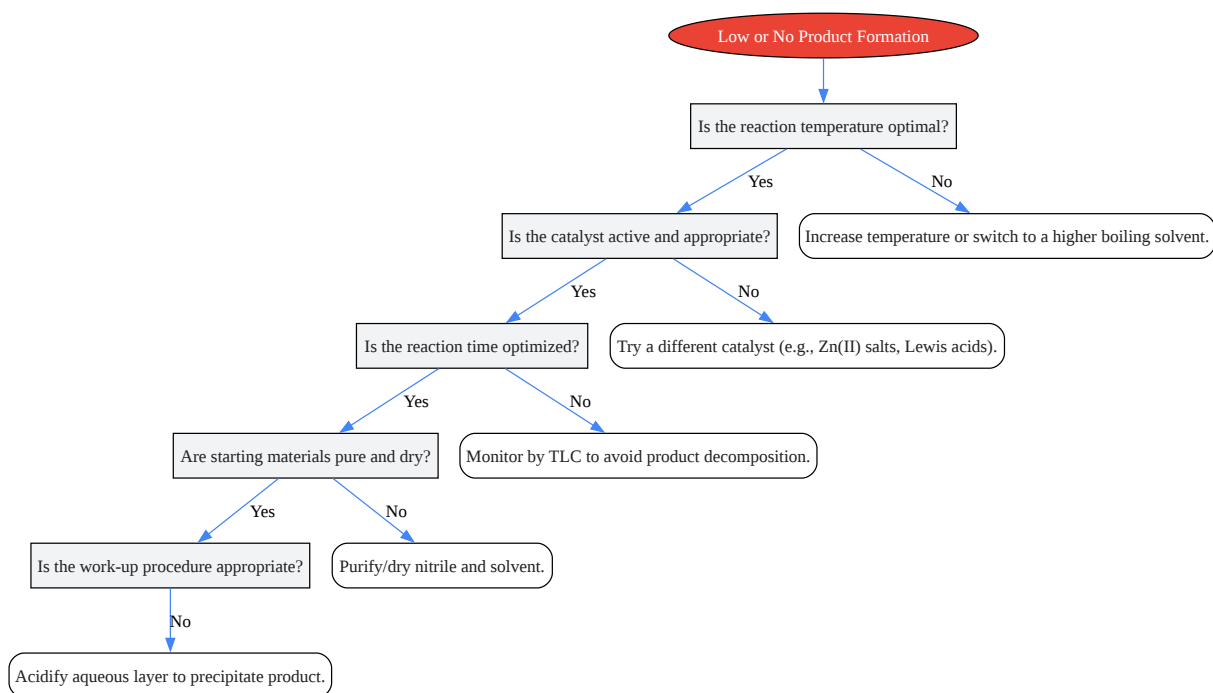 Low or No Product Formation
Is the reaction temperature optimal?
Yes
No
Is the catalyst active and appropriate?
Increase temperature or switch to a higher boiling solvent.
Yes
No
Is the reaction time optimized?
Try a different catalyst (e.g., Zn(II) salts, Lewis acids).
Yes
No
Are starting materials pure and dry?
Monitor by TLC to avoid product decomposition.
Yes
No
Is the work-up procedure appropriate?
Purify/dry nitrile and solvent.
No
Acidify aqueous layer to precipitate product.